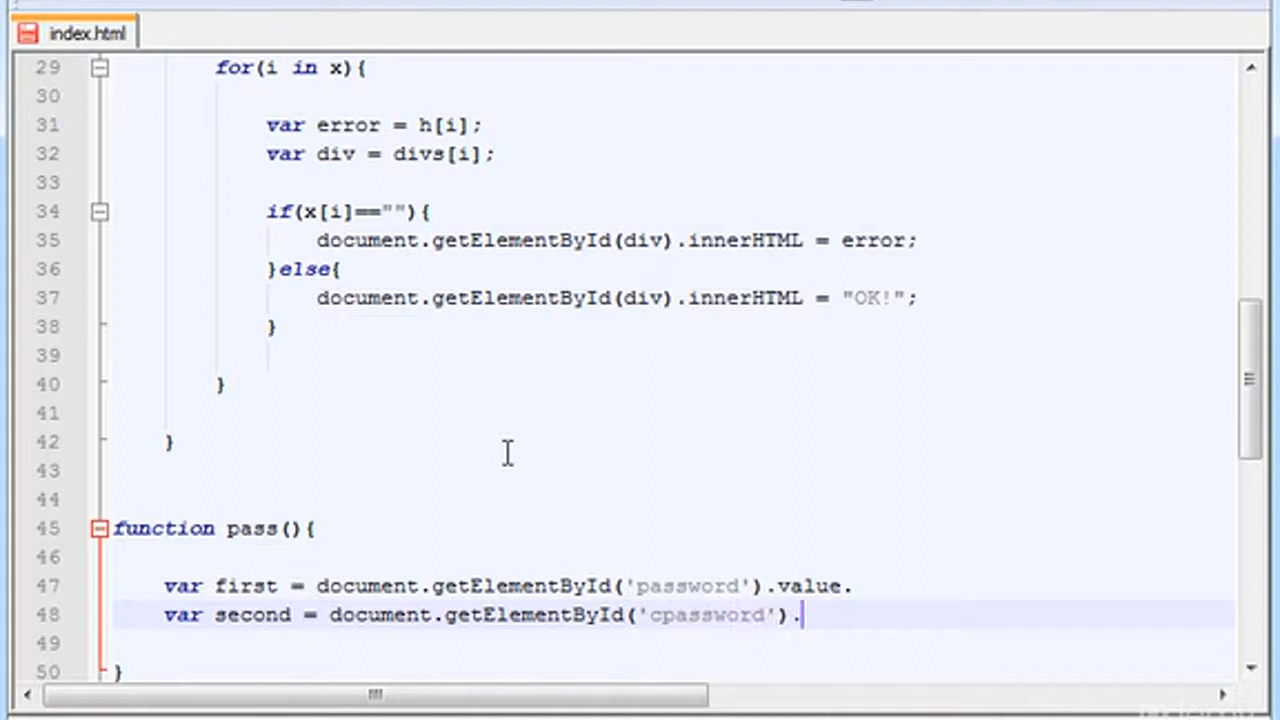 index.html
29 for(i in x){
30
31 var error = h[i];
32 var div = divs[i];
33
34 if(x[i]==""){
35 document.getElementById(div).innerHTML = error;
36 }else{
37 document.getElementById(div).innerHTML = "OK!";
38 }
39
40 }
41
42 }
43
44
45 function pass(){
46
47 var first = document.getElementById('password').value.
48 var second = document.getElementById('cpassword').
49
50 }